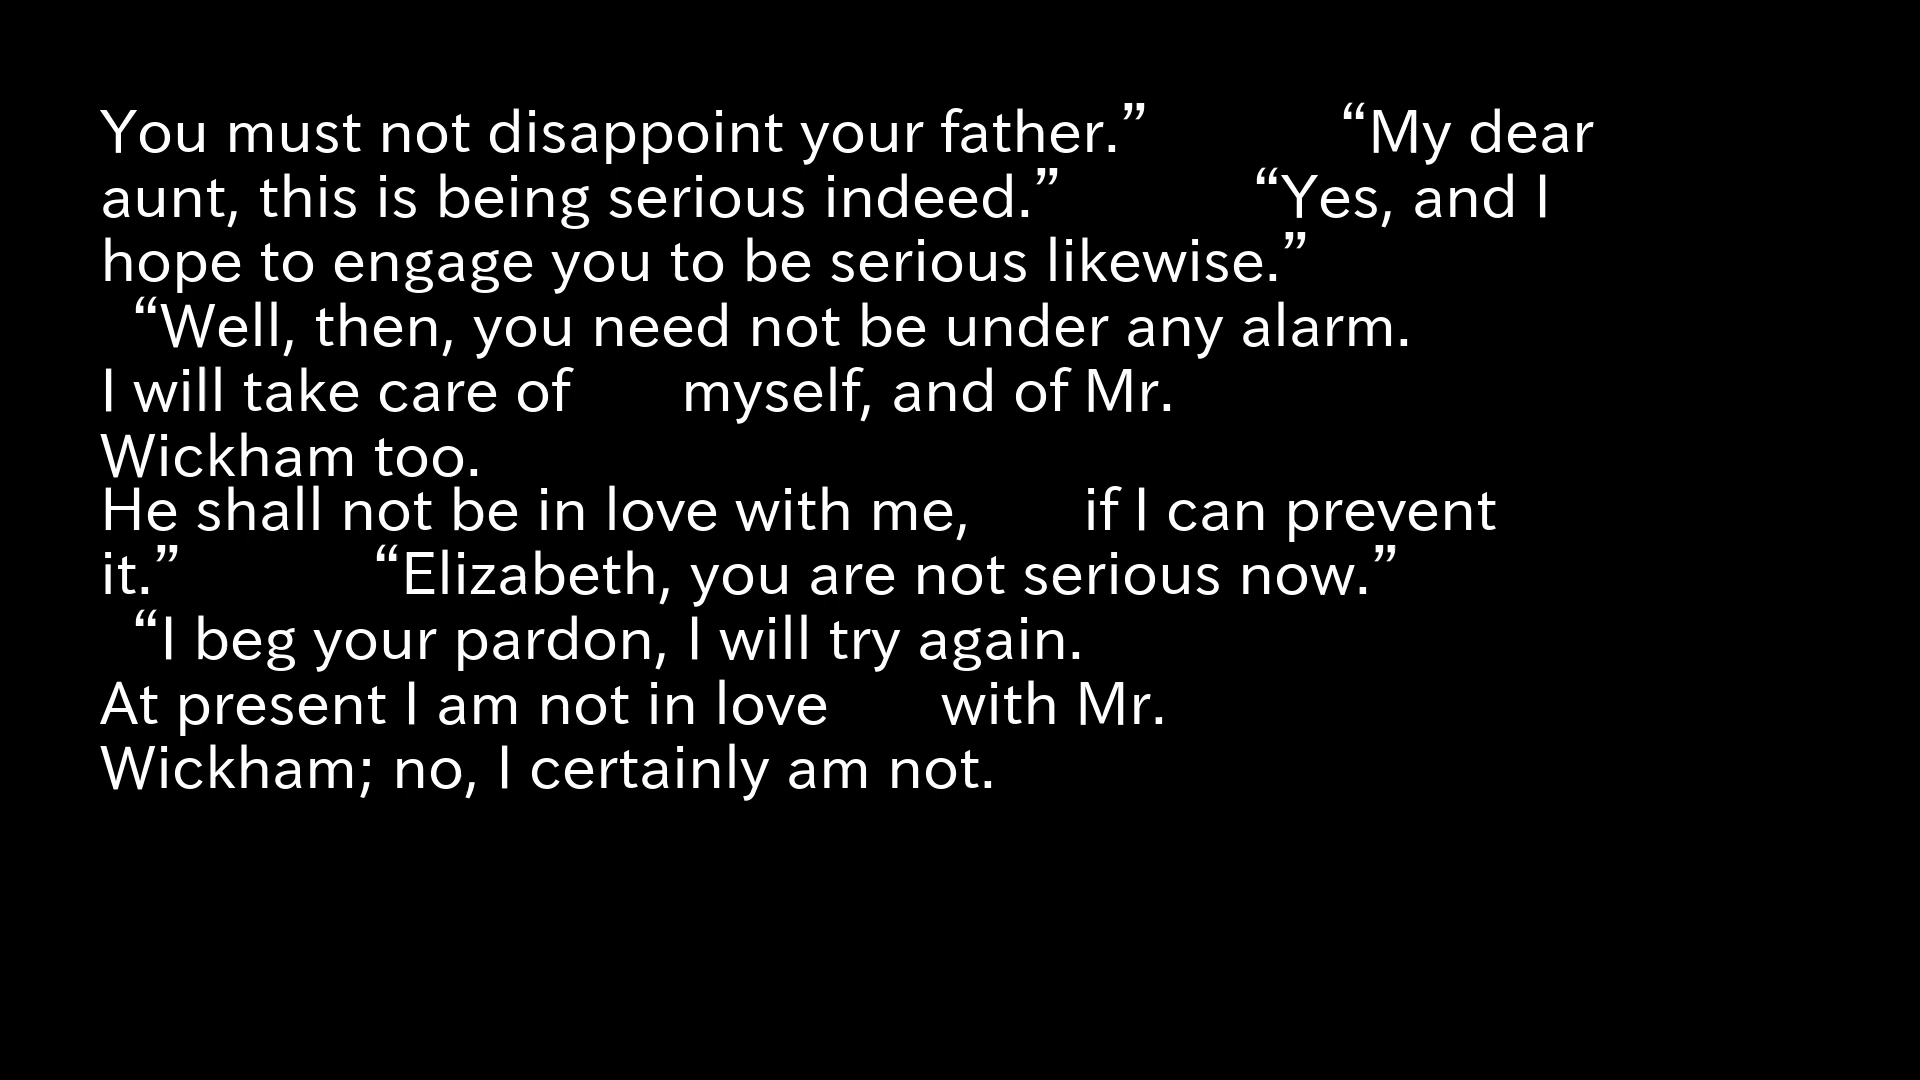 You must not disappoint your father.” “My dear
aunt, this is being serious indeed.” “Yes, and I
hope to engage you to be serious likewise.”
“Well, then, you need not be under any alarm.
I will take care of myself, and of Mr.
Wickham too.
He shall not be in love with me, if I can prevent
it.” “Elizabeth, you are not serious now.”
“I beg your pardon, I will try again.
At present I am not in love with Mr.
Wickham; no, I certainly am not.